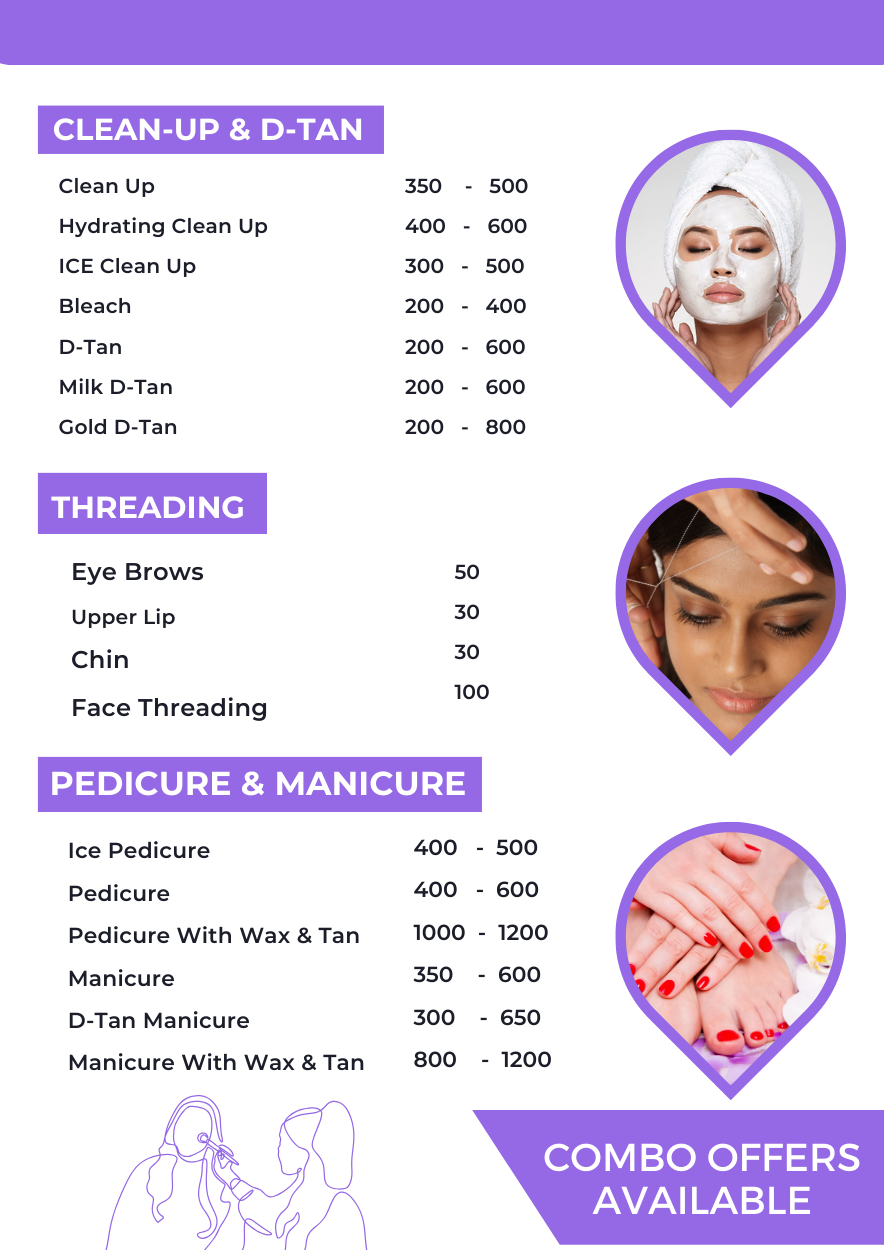 CLEAN-UP & D-TAN
Clean Up 350 - 500
Hydrating Clean Up 400 - 600
ICE Clean Up 300 - 500
Bleach 200 - 400
D-Tan 200 - 600
Milk D-Tan 200 - 600
Gold D-Tan 200 - 800
THREADING
Eye Brows 50
Upper Lip 30
Chin 30
Face Threading 100
PEDICURE & MANICURE
Ice Pedicure 400 - 500
Pedicure 400 - 600
Pedicure With Wax & Tan 1000 - 1200
Manicure 350 - 600
D-Tan Manicure 300 - 650
Manicure With Wax & Tan 800 - 1200
COMBO OFFERS
AVAILABLE